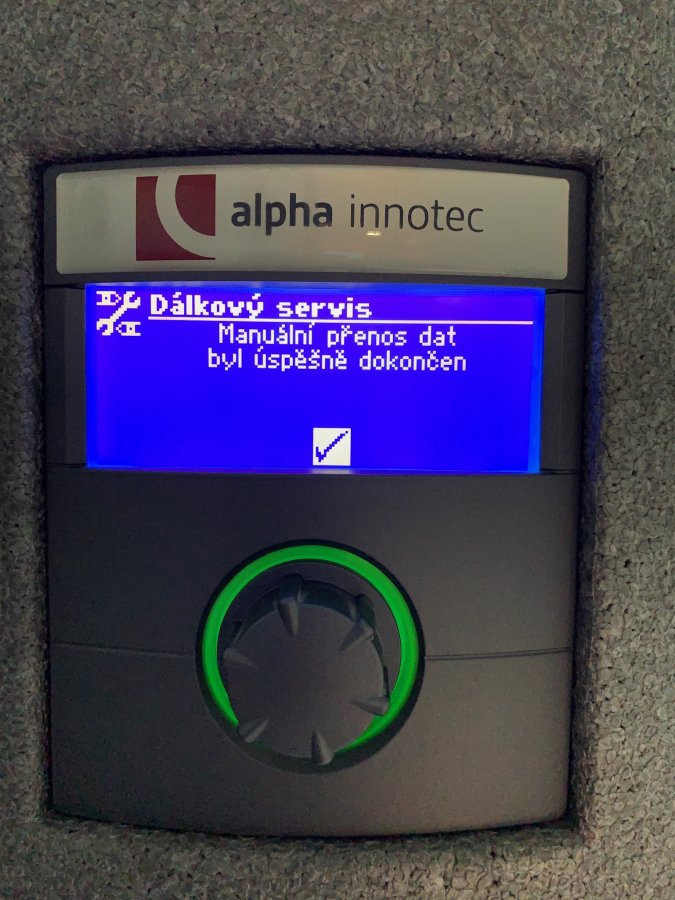 alpha innotec
Dálkový servis
Manuální přenos dat
byl úspěšně dokončen